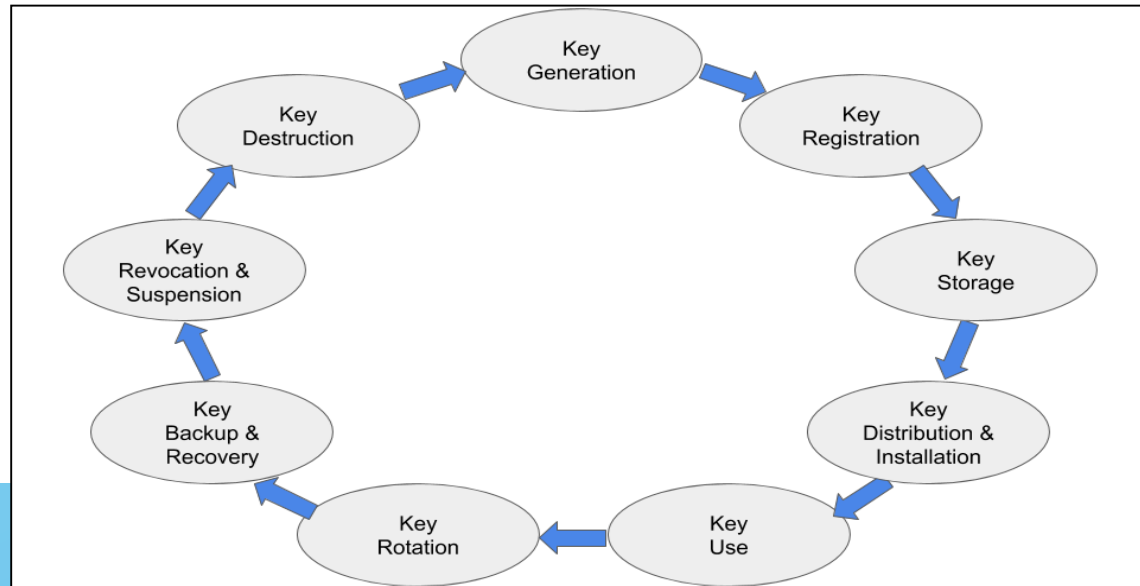 Key
Generation
Key
Registration
Key
Storage
Key
Distribution &
Installation
Key
Use
Key
Rotation
Key
Backup &
Recovery
Key
Revocation &
Suspension
Key
Destruction